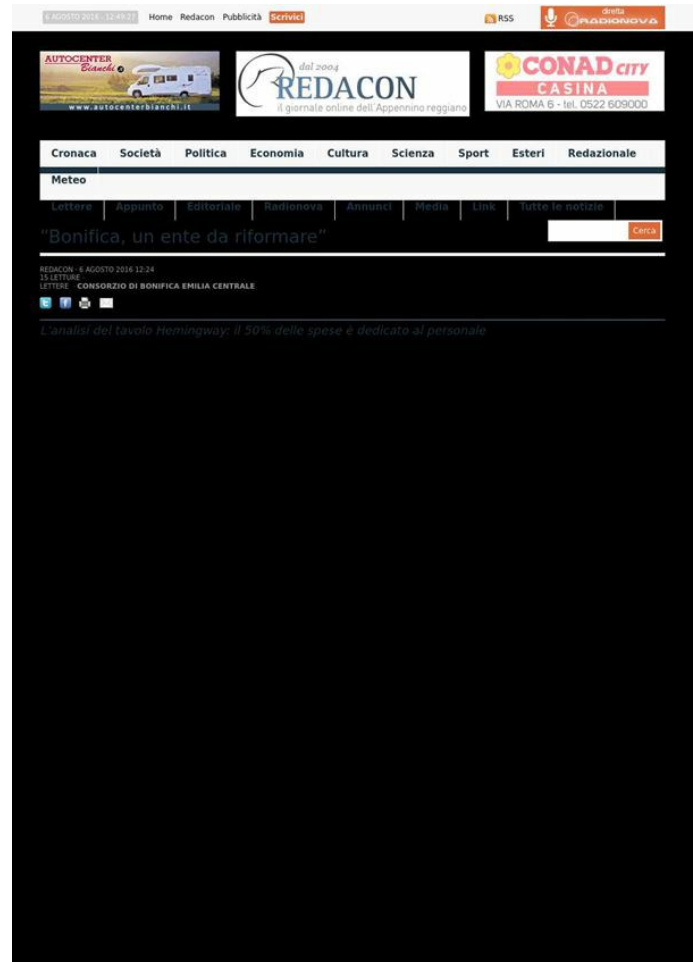 6 AGOSTO 2016 - 12:49:27 Home Redacon Pubblicità Scrivici RSS diretta
RADIONOVA
AUTOCENTER
Bianchi
www.autocenterbianchi.it
dal 2004
REDACON
il giornale online dell'Appennino reggiano
CONAD CITY
CASINA
VIA ROMA 6 - tel. 0522 609000
Cronaca Società Politica Economia Cultura Scienza Sport Esteri Redazionale
Meteo
Lettere Appunto Editoriale Radionova Annunci Media Link Tutte le notizie
"Bonifica, un ente da riformare"
Cerca
REDACON · 6 AGOSTO 2016 12:24
15 LETTURE
LETTERE CONSORZIO DI BONIFICA EMILIA CENTRALE
L'analisi del tavolo Hemingway: il 50% delle spese è dedicato al personale